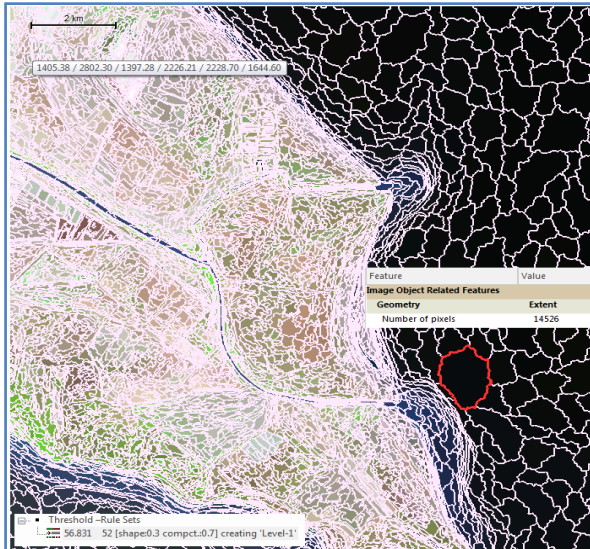 2 km
1405.38 / 2802.30 / 1397.28 / 2226.21 / 2228.70 / 1644.60
Feature Value
Image Object Related Features
Geometry Extent
Number of pixels 14526
Threshold –Rule Sets
56.831 52 [shape:0.3 compct.:0.7] creating 'Level-1'